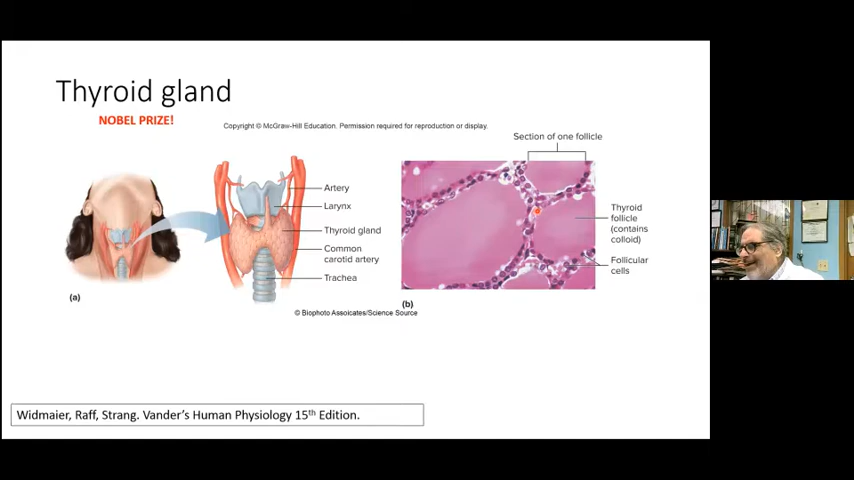 Thyroid gland
NOBEL PRIZE!
Copyright © McGraw-Hill Education. Permission required for reproduction or display.
Section of one follicle
Artery
Larynx
Thyroid gland
Common
carotid artery
Trachea
Thyroid
follicle
(contains
colloid)
Follicular
cells
(a)
(b)
© Biophoto Assoicates/Science Source
Widmaier, Raff, Strang. Vander's Human Physiology 15th Edition.